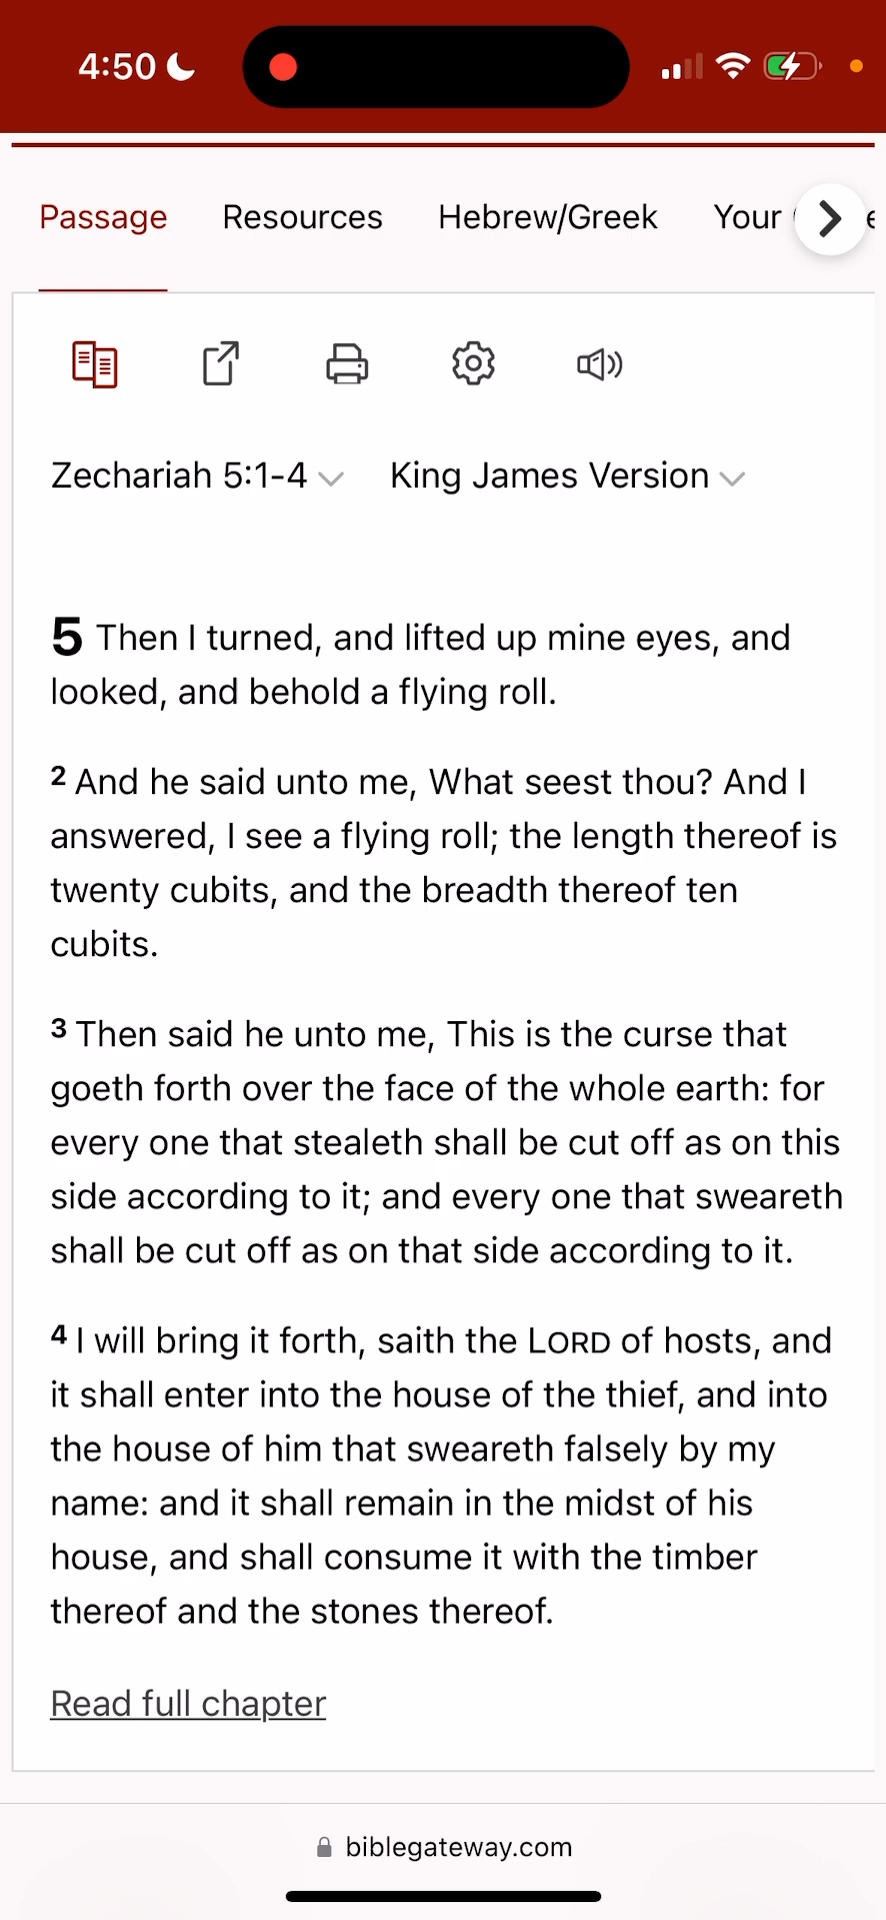 4:50
Passage Resources Hebrew/Greek Your
Zechariah 5:1-4 King James Version
5 Then I turned, and lifted up mine eyes, and
looked, and behold a flying roll.
2 And he said unto me, What seest thou? And I
answered, I see a flying roll; the length thereof is
twenty cubits, and the breadth thereof ten
cubits.
3 Then said he unto me, This is the curse that
goeth forth over the face of the whole earth: for
every one that stealeth shall be cut off as on this
side according to it; and every one that sweareth
shall be cut off as on that side according to it.
4 I will bring it forth, saith the LORD of hosts, and
it shall enter into the house of the thief, and into
the house of him that sweareth falsely by my
name: and it shall remain in the midst of his
house, and shall consume it with the timber
thereof and the stones thereof.
Read full chapter
biblegateway.com